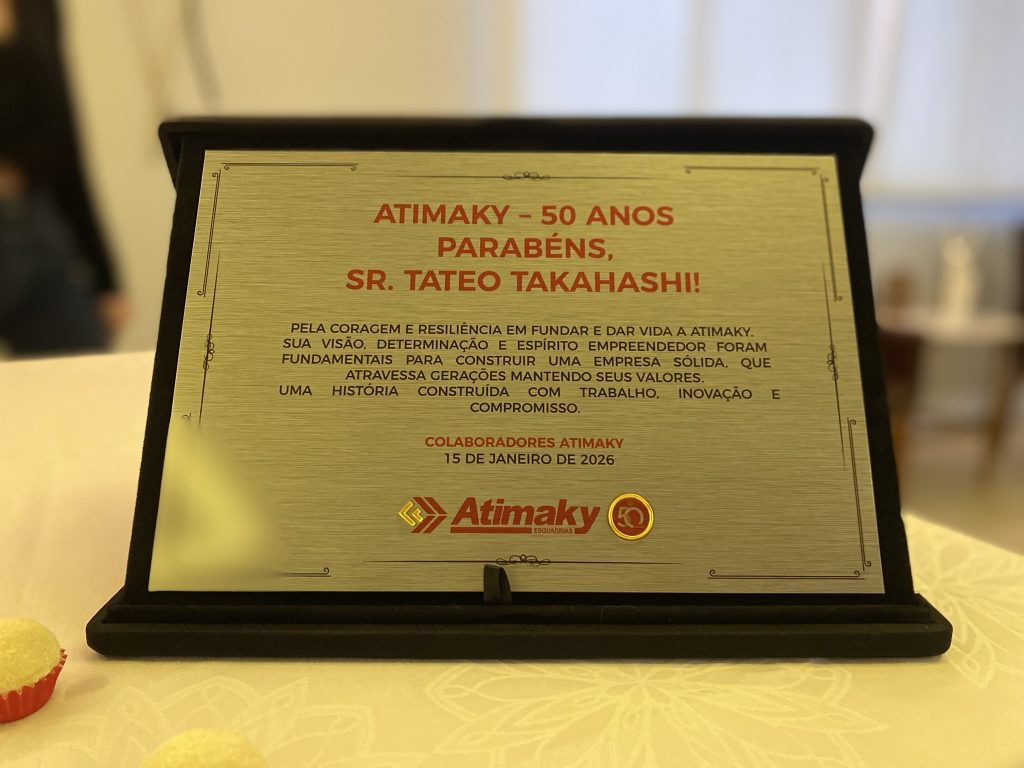 ATIMAKY – 50 ANOS
PARABÉNS,
SR. TATEO TAKAHASHI!
PELA CORAGEM E RESILIÊNCIA EM FUNDAR E DAR VIDA A ATIMAKY.
SUA VISÃO, DETERMINAÇÃO E ESPÍRITO EMPREENDEDOR FORAM
FUNDAMENTAIS PARA CONSTRUIR UMA EMPRESA SÓLIDA, QUE
ATRAVESSA GERAÇÕES MANTENDO SEUS VALORES.
UMA HISTÓRIA CONSTRUÍDA COM TRABALHO, INOVAÇÃO E
COMPROMISSO.
COLABORADORES ATIMAKY
15 DE JANEIRO DE 2026
Atimaky 50
ESQUADRIAS